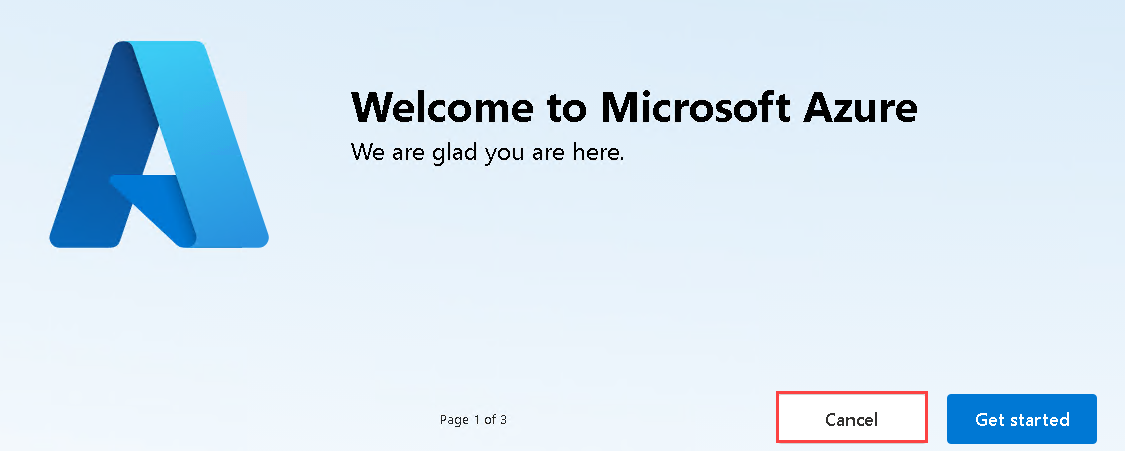 Welcome to Microsoft Azure
We are glad you are here.
Page 1 of 3
Cancel
Get started